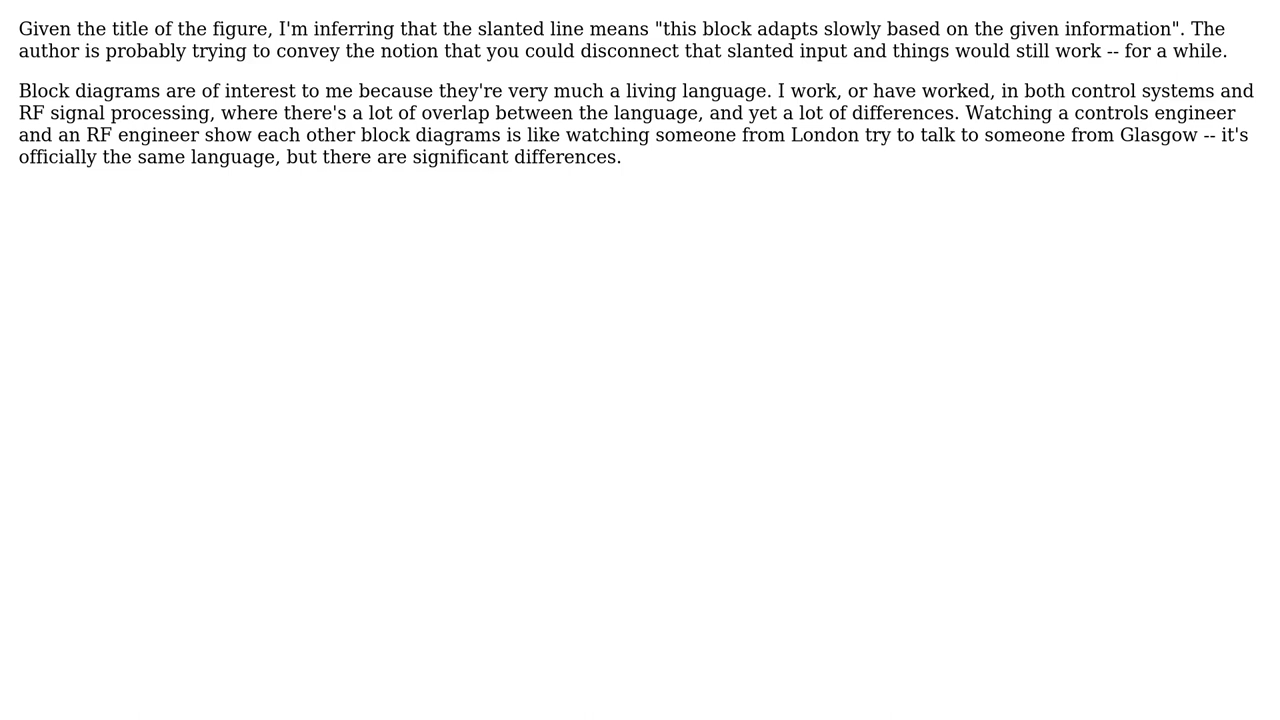 Given the title of the figure, I'm inferring that the slanted line means "this block adapts slowly based on the given information". The
author is probably trying to convey the notion that you could disconnect that slanted input and things would still work -- for a while.
Block diagrams are of interest to me because they're very much a living language. I work, or have worked, in both control systems and
RF signal processing, where there's a lot of overlap between the language, and yet a lot of differences. Watching a controls engineer
and an RF engineer show each other block diagrams is like watching someone from London try to talk to someone from Glasgow -- it's
officially the same language, but there are significant differences.